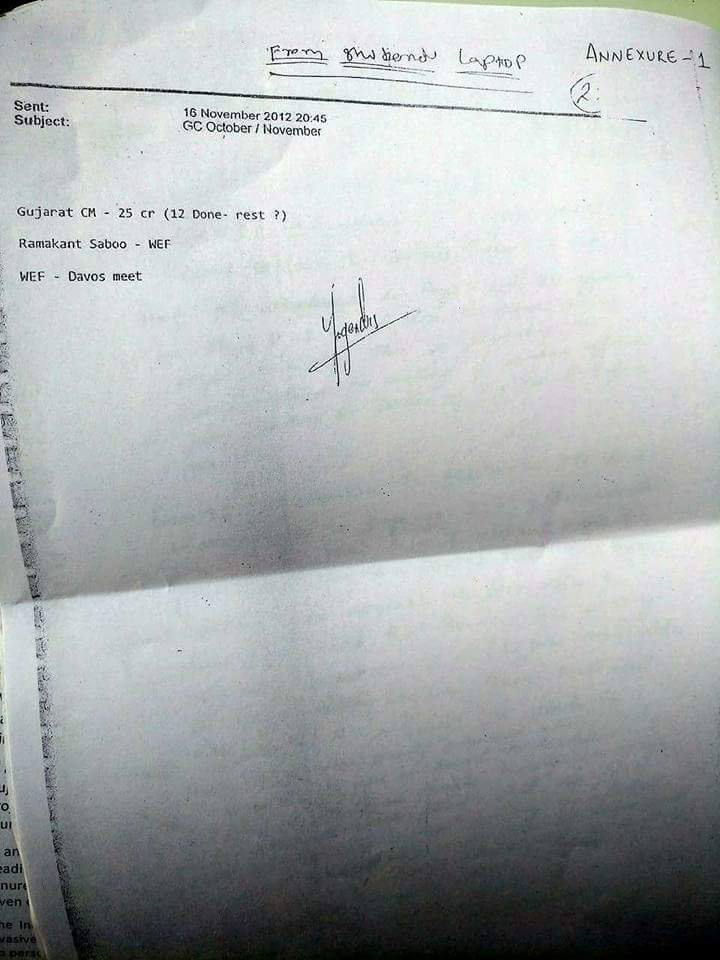 From Shubhendu Laptop
ANNEXURE - 1
2.
Sent: 16 November 2012 20:45
Subject: GC October / November
Gujarat CM - 25 cr (12 Done- rest ?)
Ramakant Saboo - WEF
WEF - Davos meet